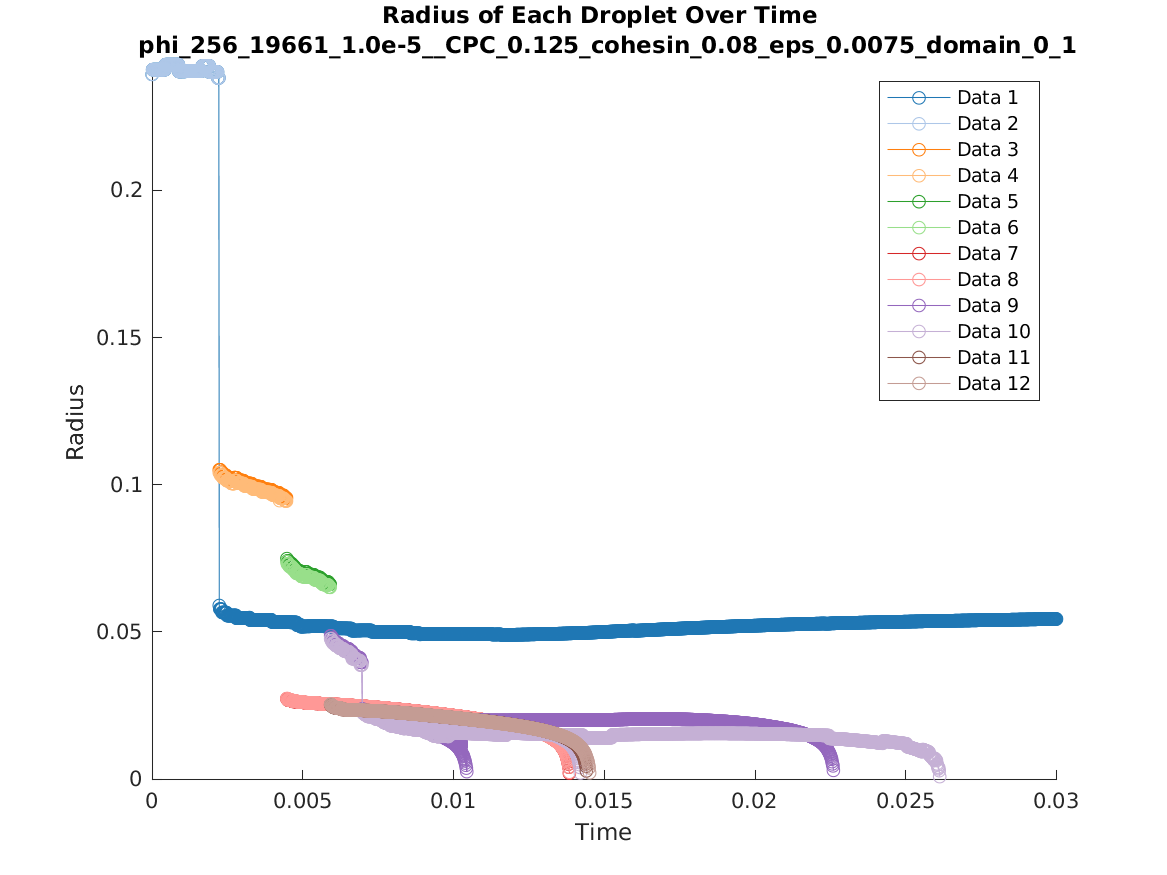 Radius of Each Droplet Over Time
phi_256_19661_1.0e-5__CPC_0.125_cohesin_0.08_eps_0.0075_domain_0_1
Data 1
Data 2
Data 3
Data 4
Data 5
Data 6
Data 7
Data 8
Data 9
Data 10
Data 11
Data 12
0.2
0.15
0.1
0.05
0
Radius
0
0.005
0.01
0.015
0.02
0.025
0.03
Time